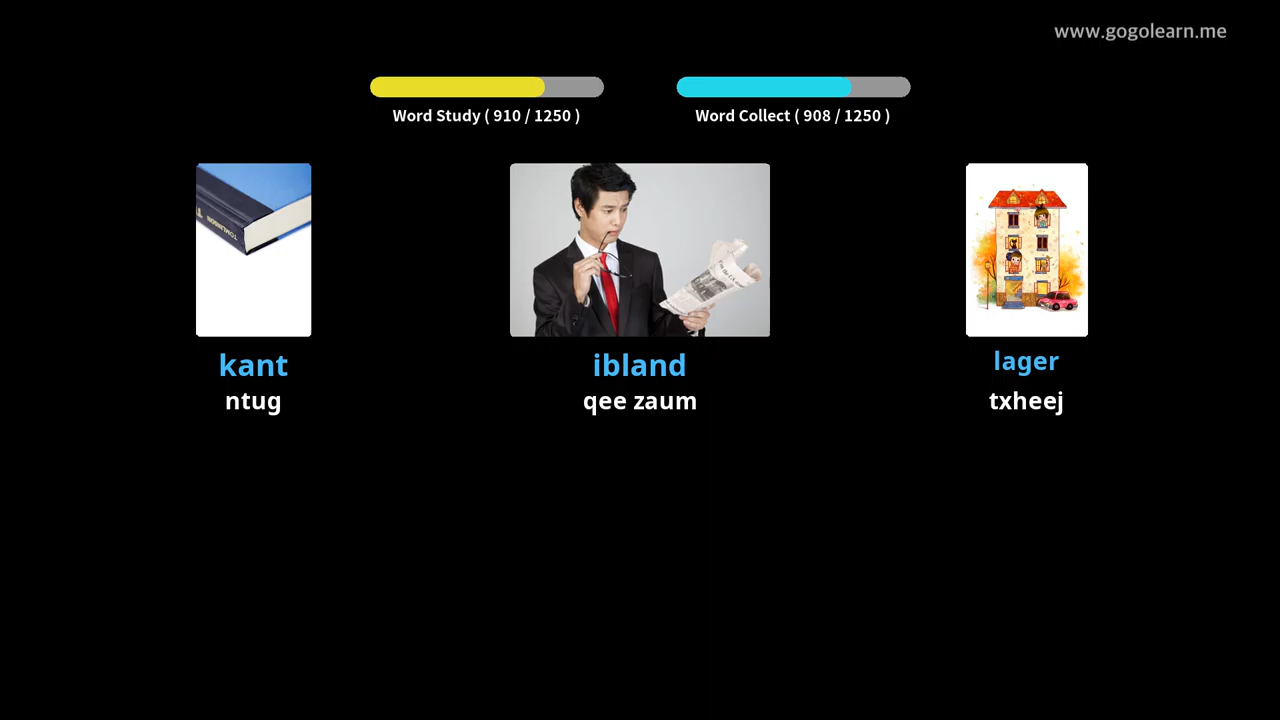 www.gogolearn.me
Word Study ( 910 / 1250 )
Word Collect ( 908 / 1250 )
kant
ibland
lager
ntug
qee zaum
txheej